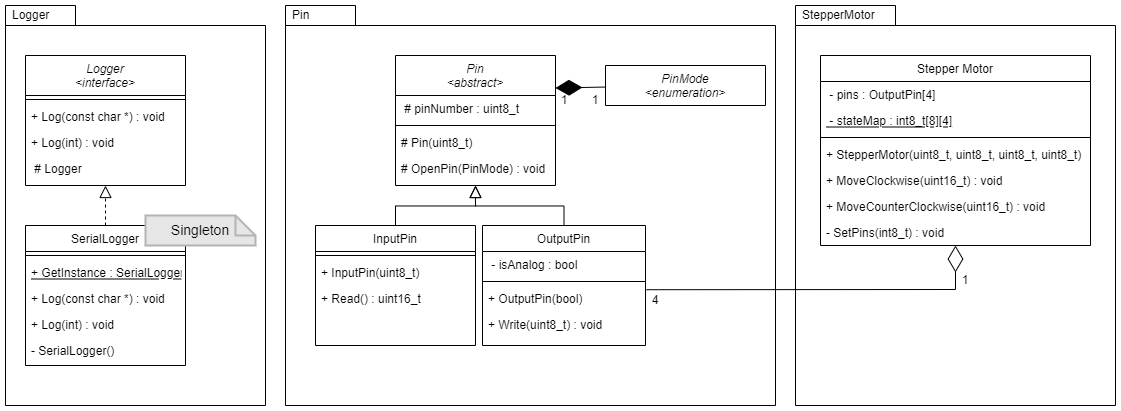 Logger
Logger
<interface>
+ Log(const char *) : void
+ Log(int) : void
# Logger
Singleton
SerialLogger
+ GetInstance : SerialLogger
+ Log(const char *) : void
+ Log(int) : void
- SerialLogger()
Pin
Pin
<abstract>
# pinNumber : uint8_t
# Pin(uint8_t)
# OpenPin(PinMode) : void
1
1
PinMode
<enumeration>
InputPin
+ InputPin(uint8_t)
+ Read() : uint16_t
OutputPin
- isAnalog : bool
+ OutputPin(bool)
+ Write(uint8_t) : void
4
StepperMotor
Stepper Motor
- pins : OutputPin[4]
- stateMap : int8_t[8][4]
+ StepperMotor(uint8_t, uint8_t, uint8_t, uint8_t)
+ MoveClockwise(uint16_t) : void
+ MoveCounterClockwise(uint16_t) : void
- SetPins(int8_t) : void
1